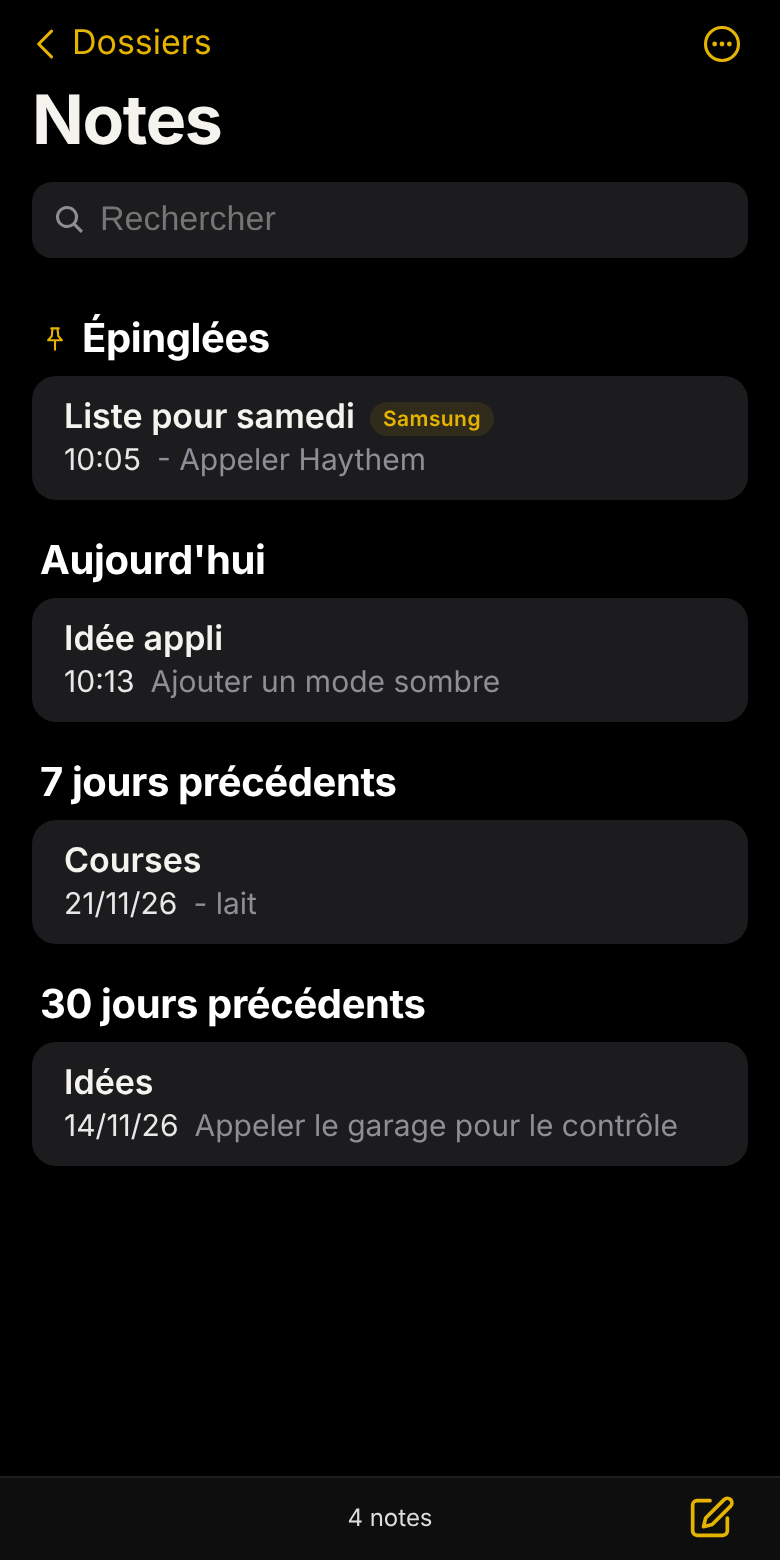 Dossiers
Notes
Rechercher
Épinglées
Liste pour samedi Samsung
10:05 - Appeler Haythem
Aujourd'hui
Idée appli
10:13 Ajouter un mode sombre
7 jours précédents
Courses
21/11/26 - lait
30 jours précédents
Idées
14/11/26 Appeler le garage pour le contrôle
4 notes